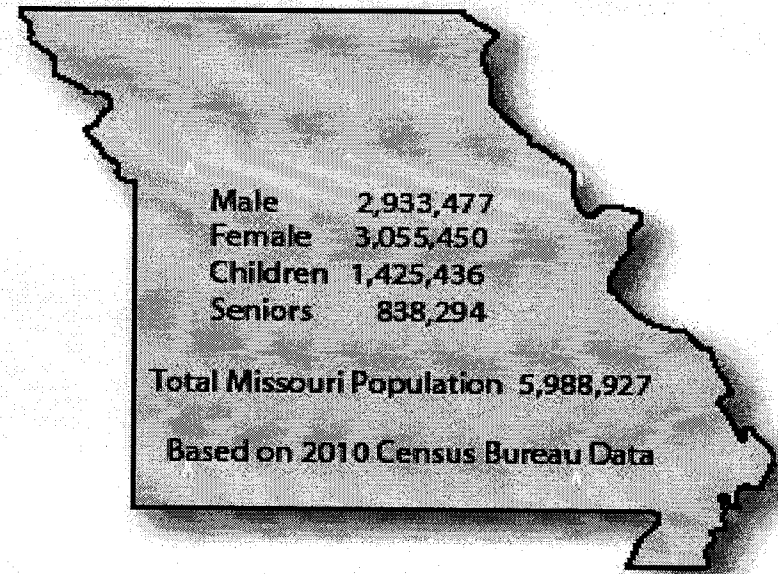 Male 2,933,477
Female 3,055,450
Children 1,425,436
Seniors 838,294
Total Missouri Population 5,988,927
Based on 2010 Census Bureau Data